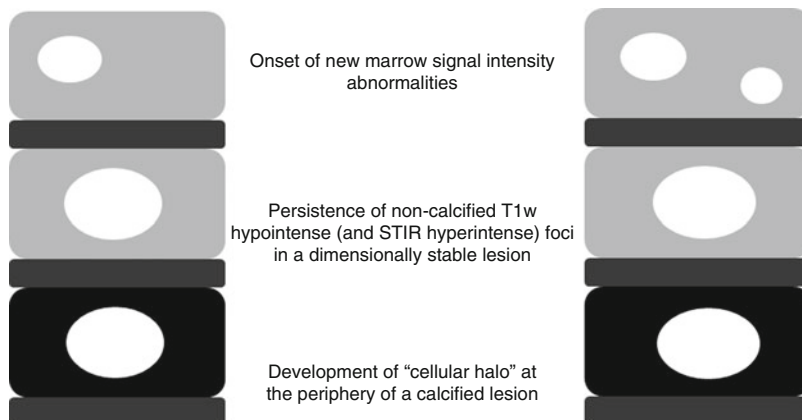 Onset of new marrow signal intensity
abnormalities
Persistence of non-calcified T1w
hypointense (and STIR hyperintense) foci
in a dimensionally stable lesion
Development of “cellular halo” at
the periphery of a calcified lesion